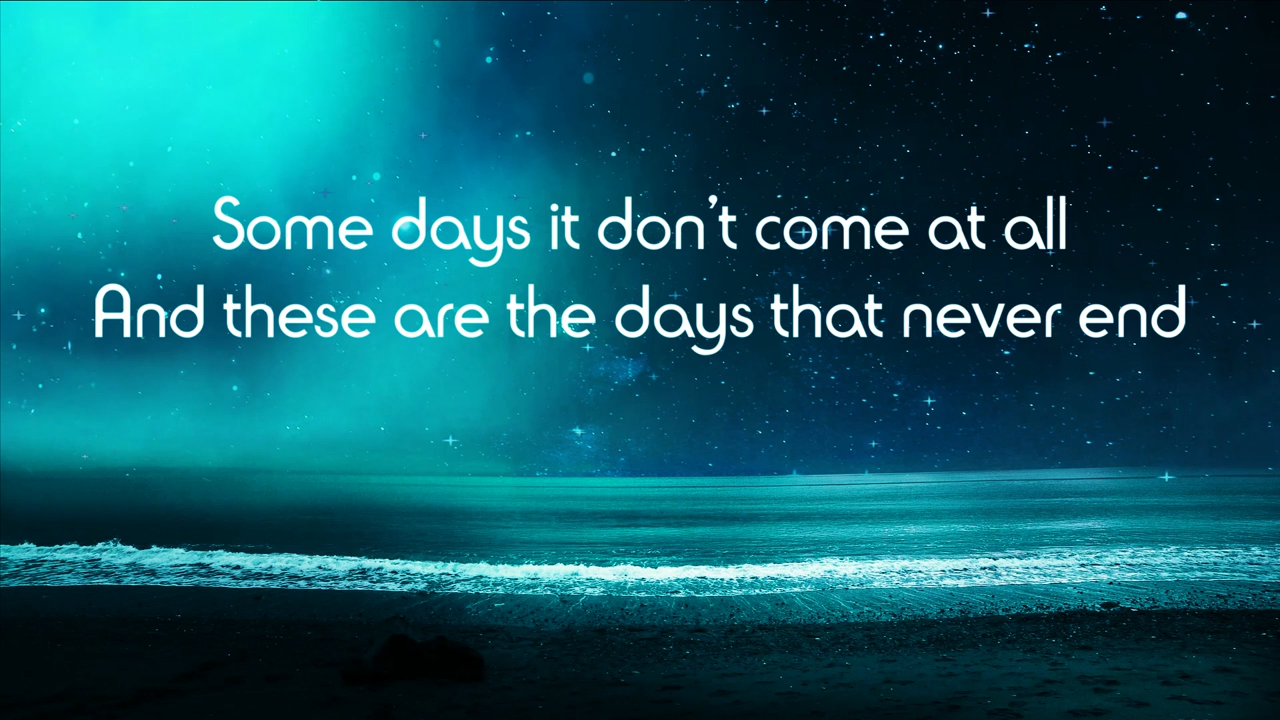 Some days it don't come at all
And these are the days that never end